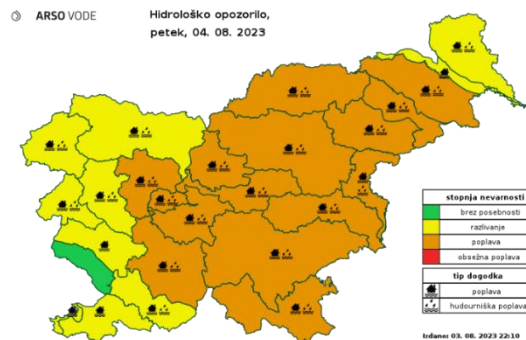 ARSO VODE
Hidrološko opozorilo,
petek, 04. 08. 2023
stopnja nevarnosti
brez posebnosti
razlivanje
poplava
obsežna poplava
tip dogodka
poplava
hudourniška poplava
Izdano: 03. 08. 2023 22:10